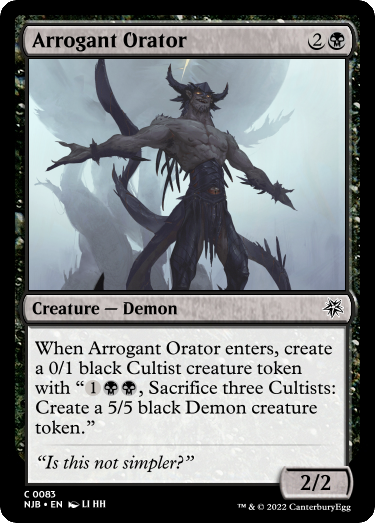 Arrogant Orator 2
Creature — Demon
When Arrogant Orator enters, create
a 0/1 black Cultist creature token
with “1, Sacrifice three Cultists:
Create a 5/5 black Demon creature
token.”
“Is this not simpler?”
2/2
C 0083
NJB • EN LI HH
™ & © 2022 CanterburyEgg